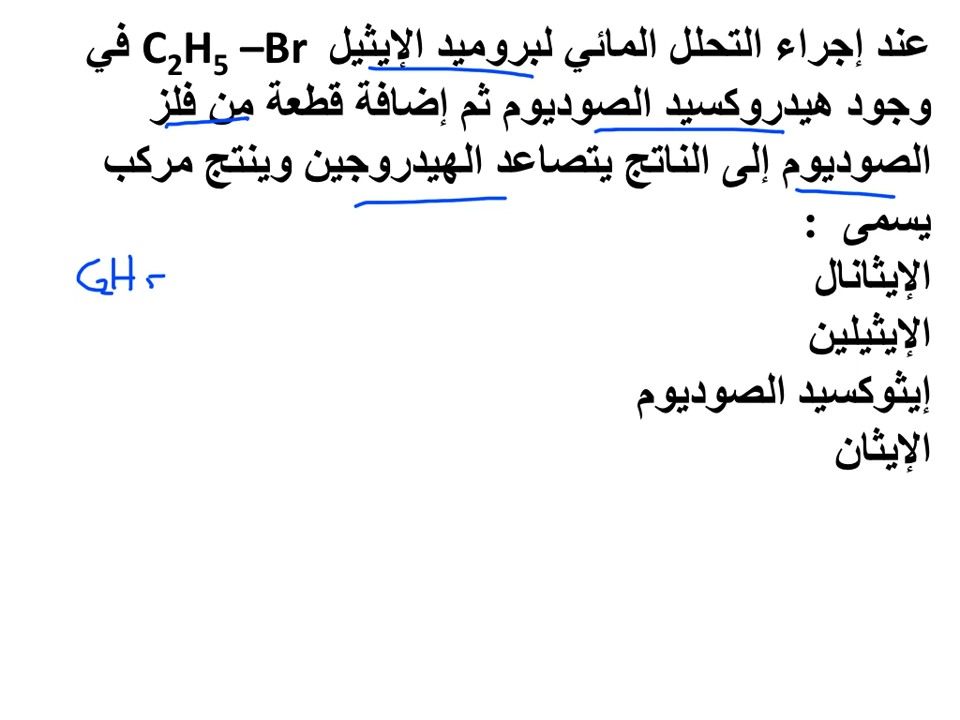 عند إجراء التحلل المائي لبروميد الإيثيل C₂H₅ –Br في
وجود هيدروكسيد الصوديوم ثم إضافة قطعة من فلز
الصوديوم إلى الناتج يتصاعد الهيدروجين وينتج مركب
يسمى :
الإيثانال
C₂H₅
الإيثيلين
إيثوكسيد الصوديوم
الإيثان